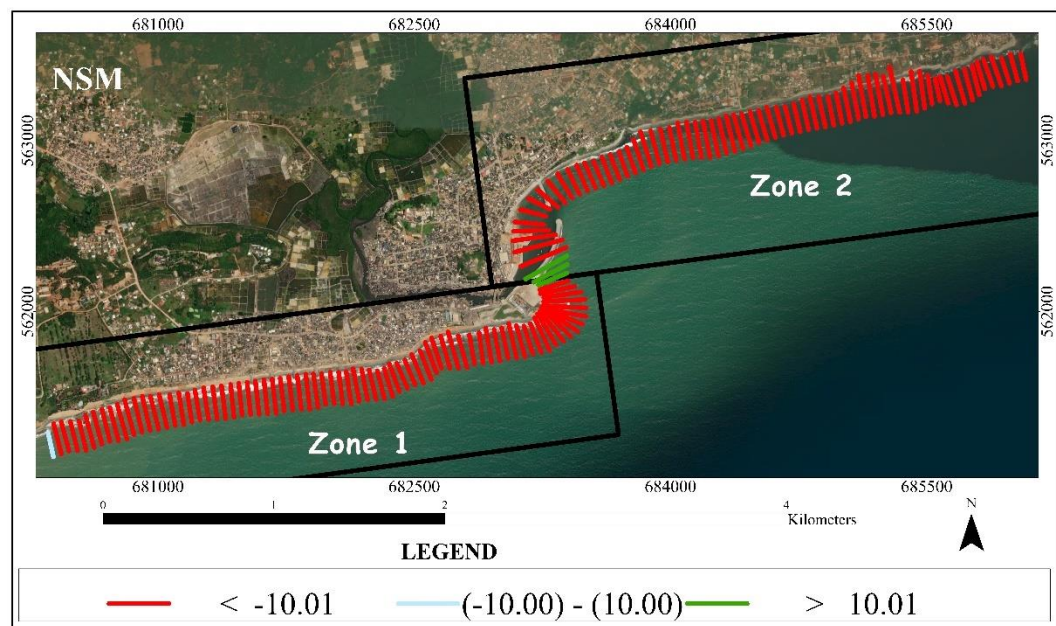 681000 682500 684000 685500
NSM
563000 563000
Zone 2
562000 562000
Zone 1
681000 682500 684000 685500
0 1 2 4 N
Kilometers
LEGEND
< -10.01 (-10.00) - (10.00) > 10.01